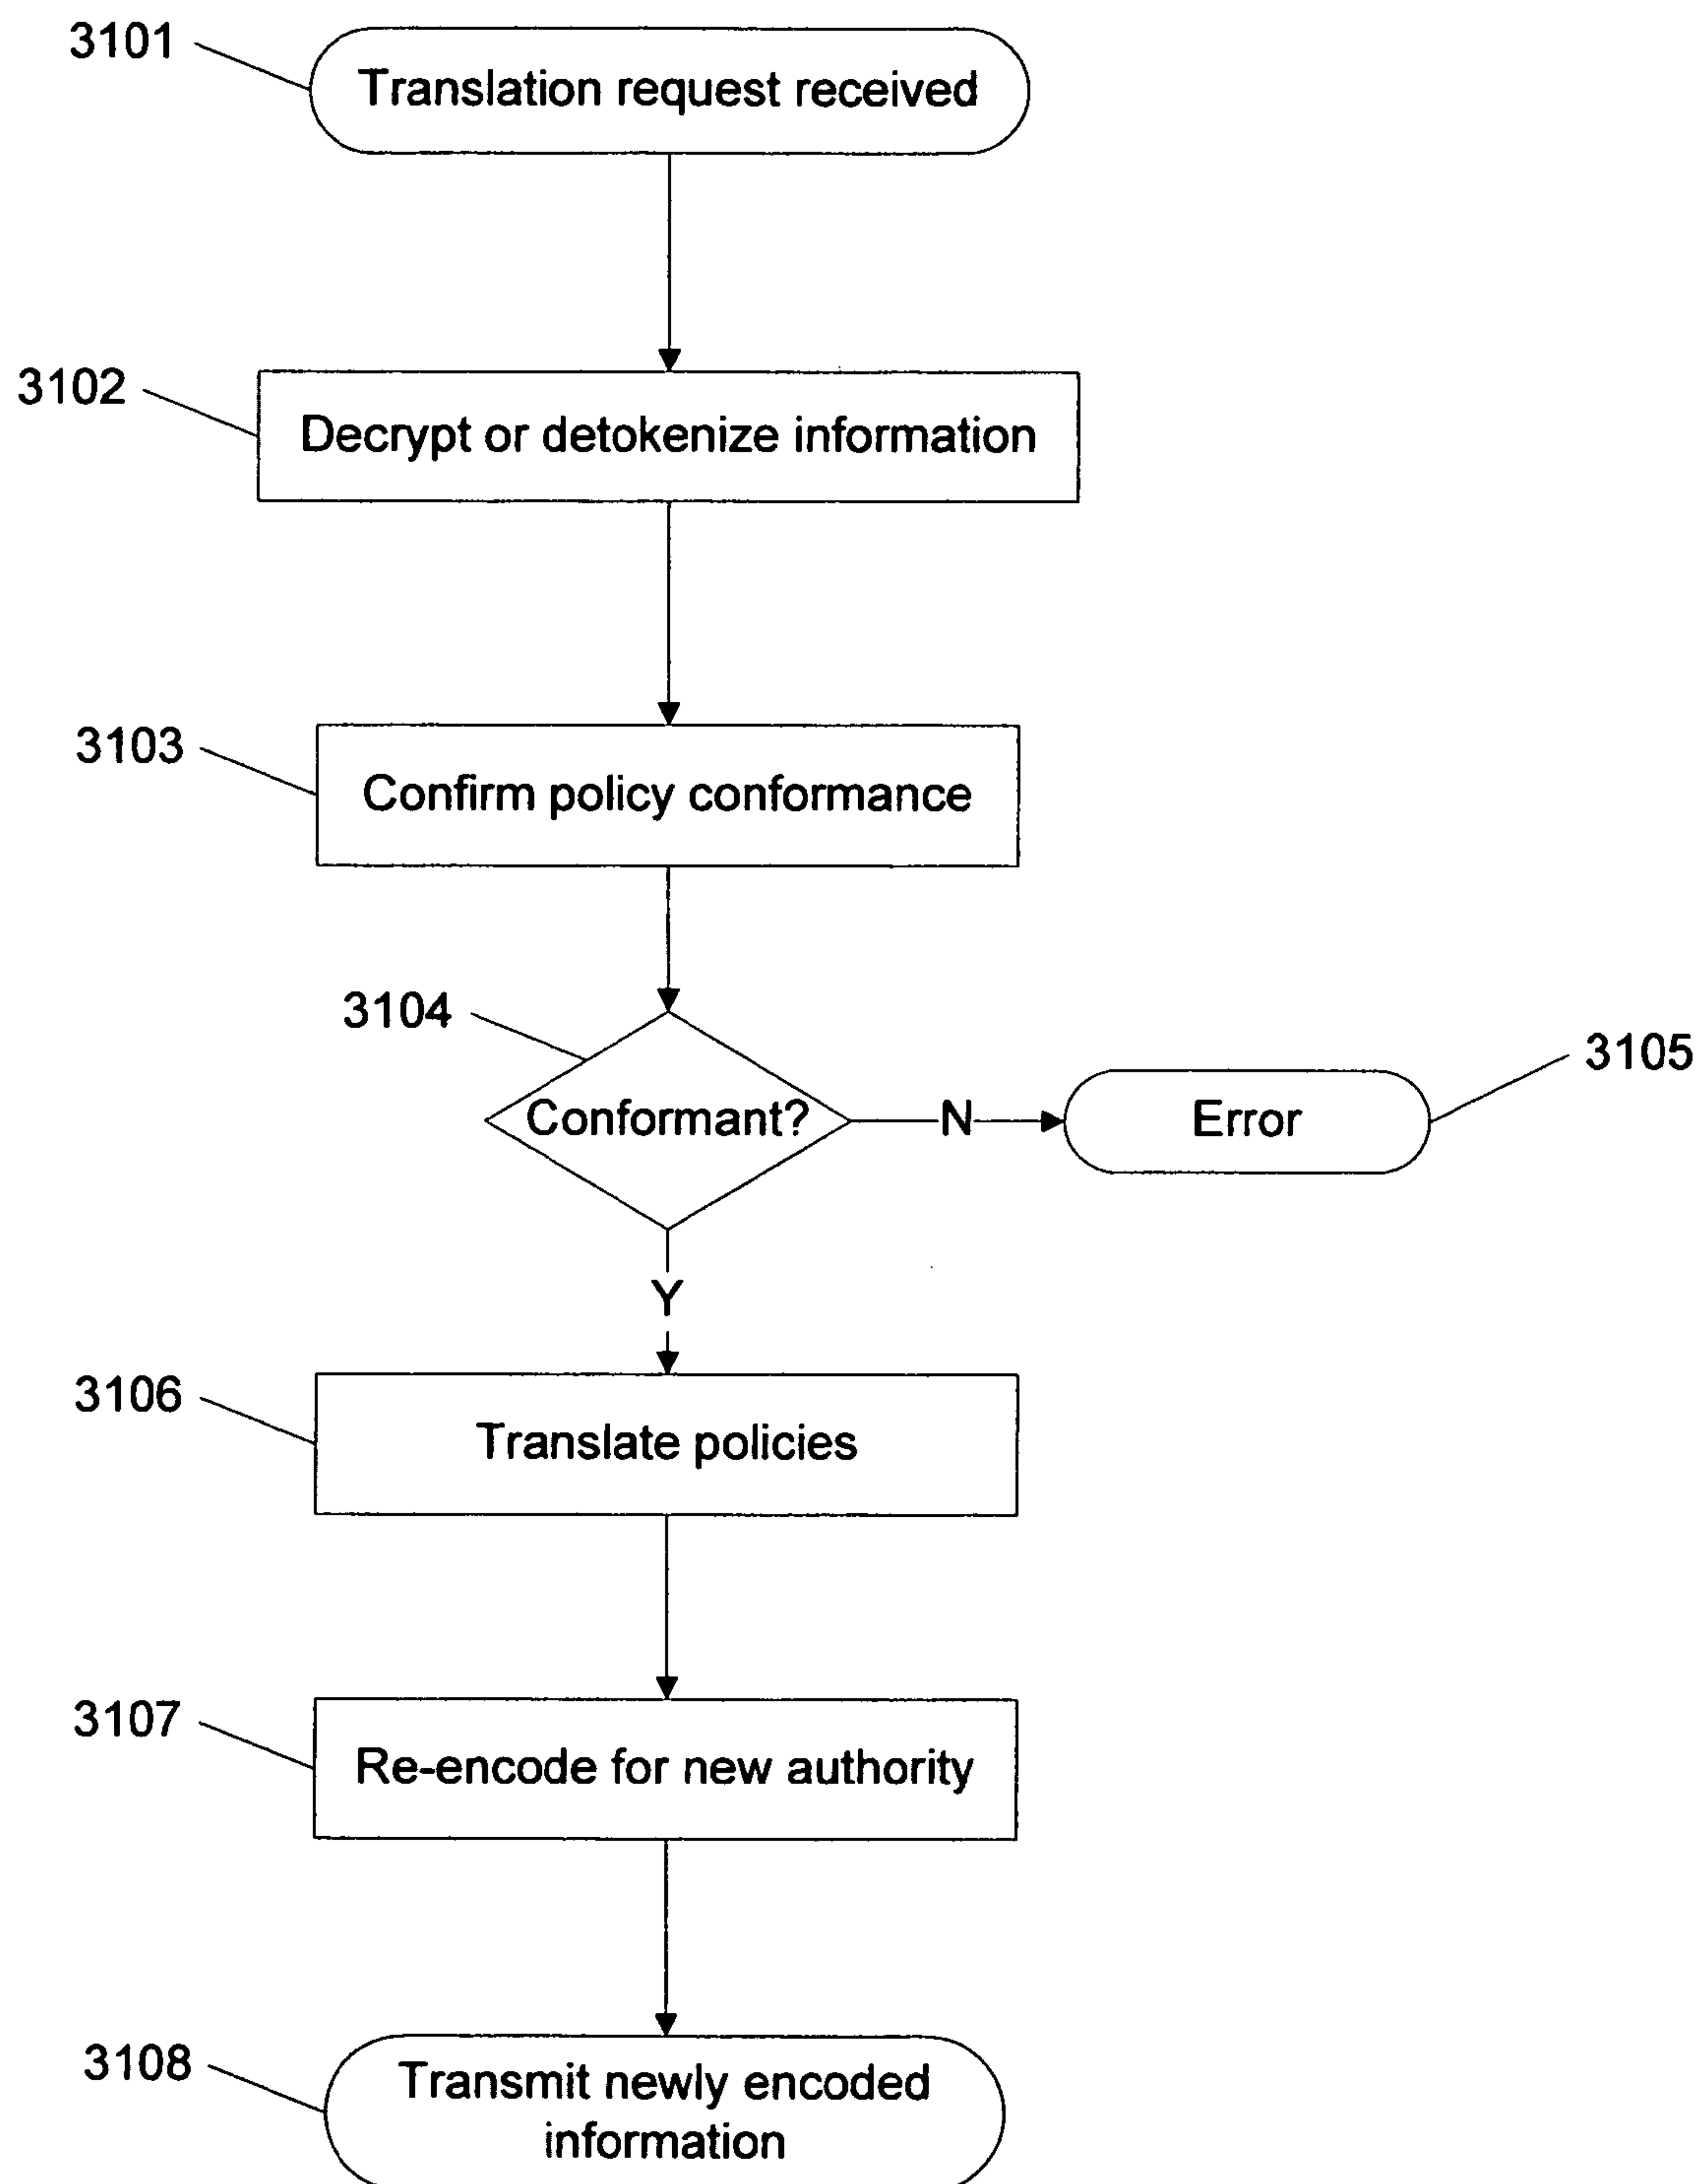 3101
Translation request received
3102
Decrypt or detokenize information
3103
Confirm policy conformance
3104
Conformant?
N
Error
3105
Y
3106
Translate policies
3107
Re-encode for new authority
3108
Transmit newly encoded
information